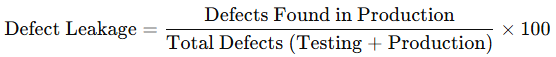 Defect Leakage = Defects Found in Production / Total Defects (Testing + Production) × 100